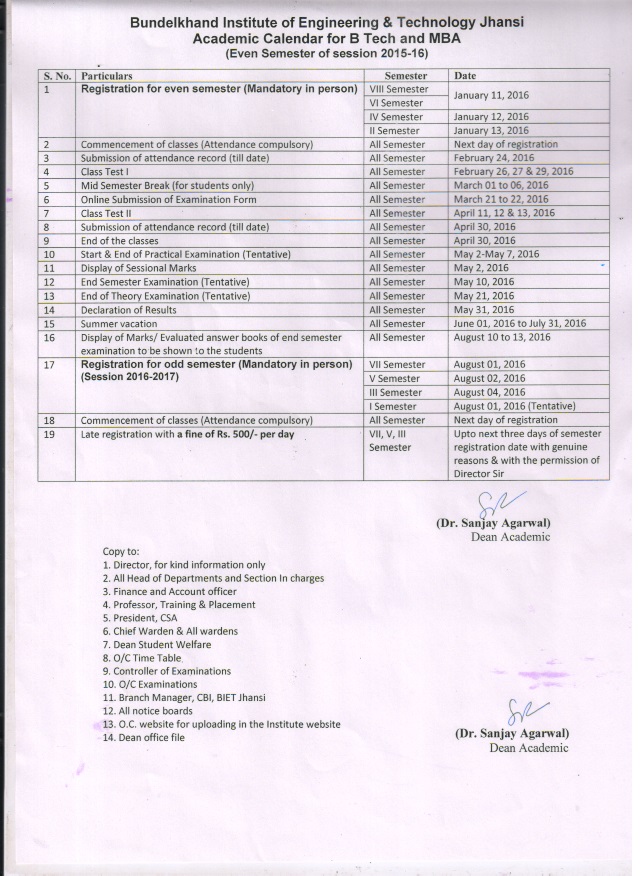 Bundelkhand Institute of Engineering & Technology Jhansi
Academic Calendar for B Tech and MBA
(Even Semester of session 2015-16)
S. No. Particulars Semester Date
1 Registration for even semester (Mandatory in person) VIII Semester January 11, 2016
VI Semester
IV Semester January 12, 2016
II Semester January 13, 2016
2 Commencement of classes (Attendance compulsory) All Semester Next day of registration
3 Submission of attendance record (till date) All Semester February 24, 2016
4 Class Test I All Semester February 26, 27 & 29, 2016
5 Mid Semester Break (for students only) All Semester March 01 to 06, 2016
6 Online Submission of Examination Form All Semester March 21 to 22, 2016
7 Class Test II All Semester April 11, 12 & 13, 2016
8 Submission of attendance record (till date) All Semester April 30, 2016
9 End of the classes All Semester April 30, 2016
10 Start & End of Practical Examination (Tentative) All Semester May 2-May 7, 2016
11 Display of Sessional Marks All Semester May 2, 2016
12 End Semester Examination (Tentative) All Semester May 10, 2016
13 End of Theory Examination (Tentative) All Semester May 21, 2016
14 Declaration of Results All Semester May 31, 2016
15 Summer vacation All Semester June 01, 2016 to July 31, 2016
16 Display of Marks/ Evaluated answer books of end semester All Semester August 10 to 13, 2016
examination to be shown to the students
17 Registration for odd semester (Mandatory in person) VII Semester August 01, 2016
(Session 2016-2017) V Semester August 02, 2016
III Semester August 04, 2016
I Semester August 01, 2016 (Tentative)
18 Commencement of classes (Attendance compulsory) All Semester Next day of registration
19 Late registration with a fine of Rs. 500/- per day VII, V, III Upto next three days of semester
Semester registration date with genuine
reasons & with the permission of
Director Sir
(Dr. Sanjay Agarwal)
Dean Academic
Copy to:
1. Director, for kind information only
2. All Head of Departments and Section In charges
3. Finance and Account officer
4. Professor, Training & Placement
5. President, CSA
6. Chief Warden & All wardens
7. Dean Student Welfare
8. O/C Time Table
9. Controller of Examinations
10. O/C Examinations
11. Branch Manager, CBI, BIET Jhansi
12. All notice boards
13. O.C. website for uploading in the Institute website
14. Dean office file
(Dr. Sanjay Agarwal)
Dean Academic